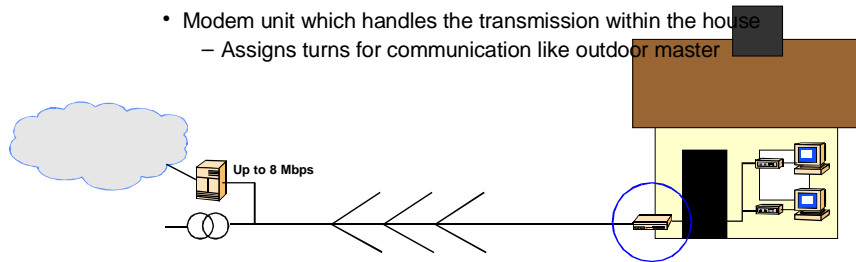 • Modem unit which handles the transmission within the house
– Assigns turns for communication like outdoor master
Up to 8 Mbps